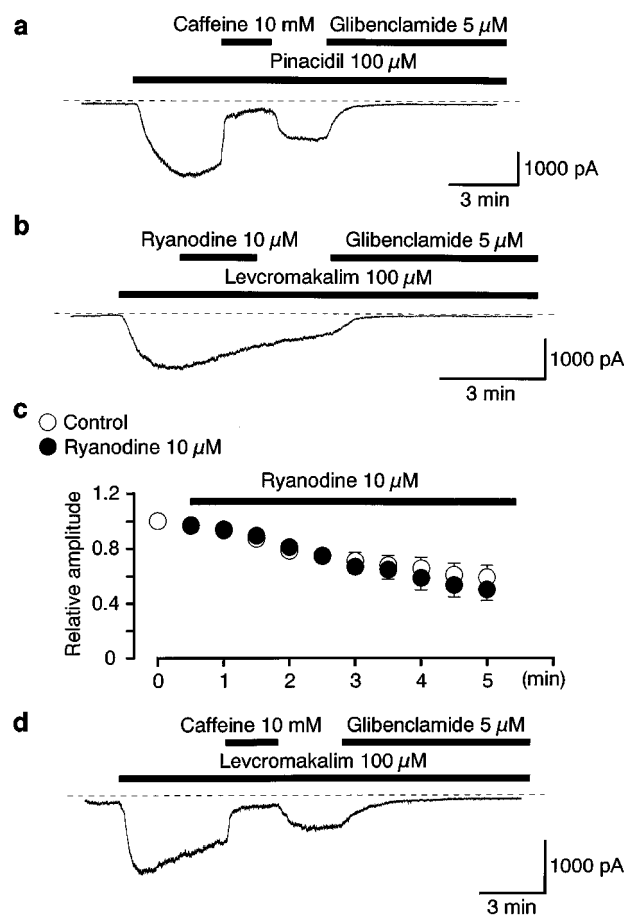 a
Caffeine 10 mM Glibenclamide 5 µM
Pinacidil 100 µM
1000 pA
3 min
b
Ryanodine 10 µM Glibenclamide 5 µM
Levcromakalim 100 µM
1000 pA
3 min
c
Control
Ryanodine 10 µM
Ryanodine 10 µM
Relative amplitude
1.2
0.8
0.4
0
0 1 2 3 4 5 (min)
d
Caffeine 10 mM Glibenclamide 5 µM
Levcromakalim 100 µM
1000 pA
3 min